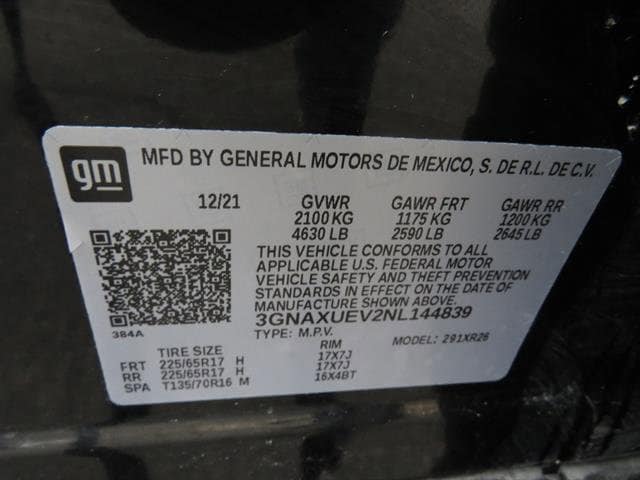 gm
MFD BY GENERAL MOTORS DE MEXICO, S. DE R.L. DE C.V.
12/21 GVWR GAWR FRT GAWR RR
2100 KG 1175 KG 1200 KG
4630 LB 2590 LB 2645 LB
THIS VEHICLE CONFORMS TO ALL
APPLICABLE U.S. FEDERAL MOTOR
VEHICLE SAFETY AND THEFT PREVENTION
STANDARDS IN EFFECT ON THE DATE OF
MANUFACTURE SHOWN ABOVE.
3GNAXUEV2NL144839
384A
TYPE: M.P.V. MODEL: Z91XR26
TIRE SIZE RIM
FRT 225/65R17 H 17X7J
RR 225/65R17 H 17X7J
SPA T135/70R16 M 16X4BT